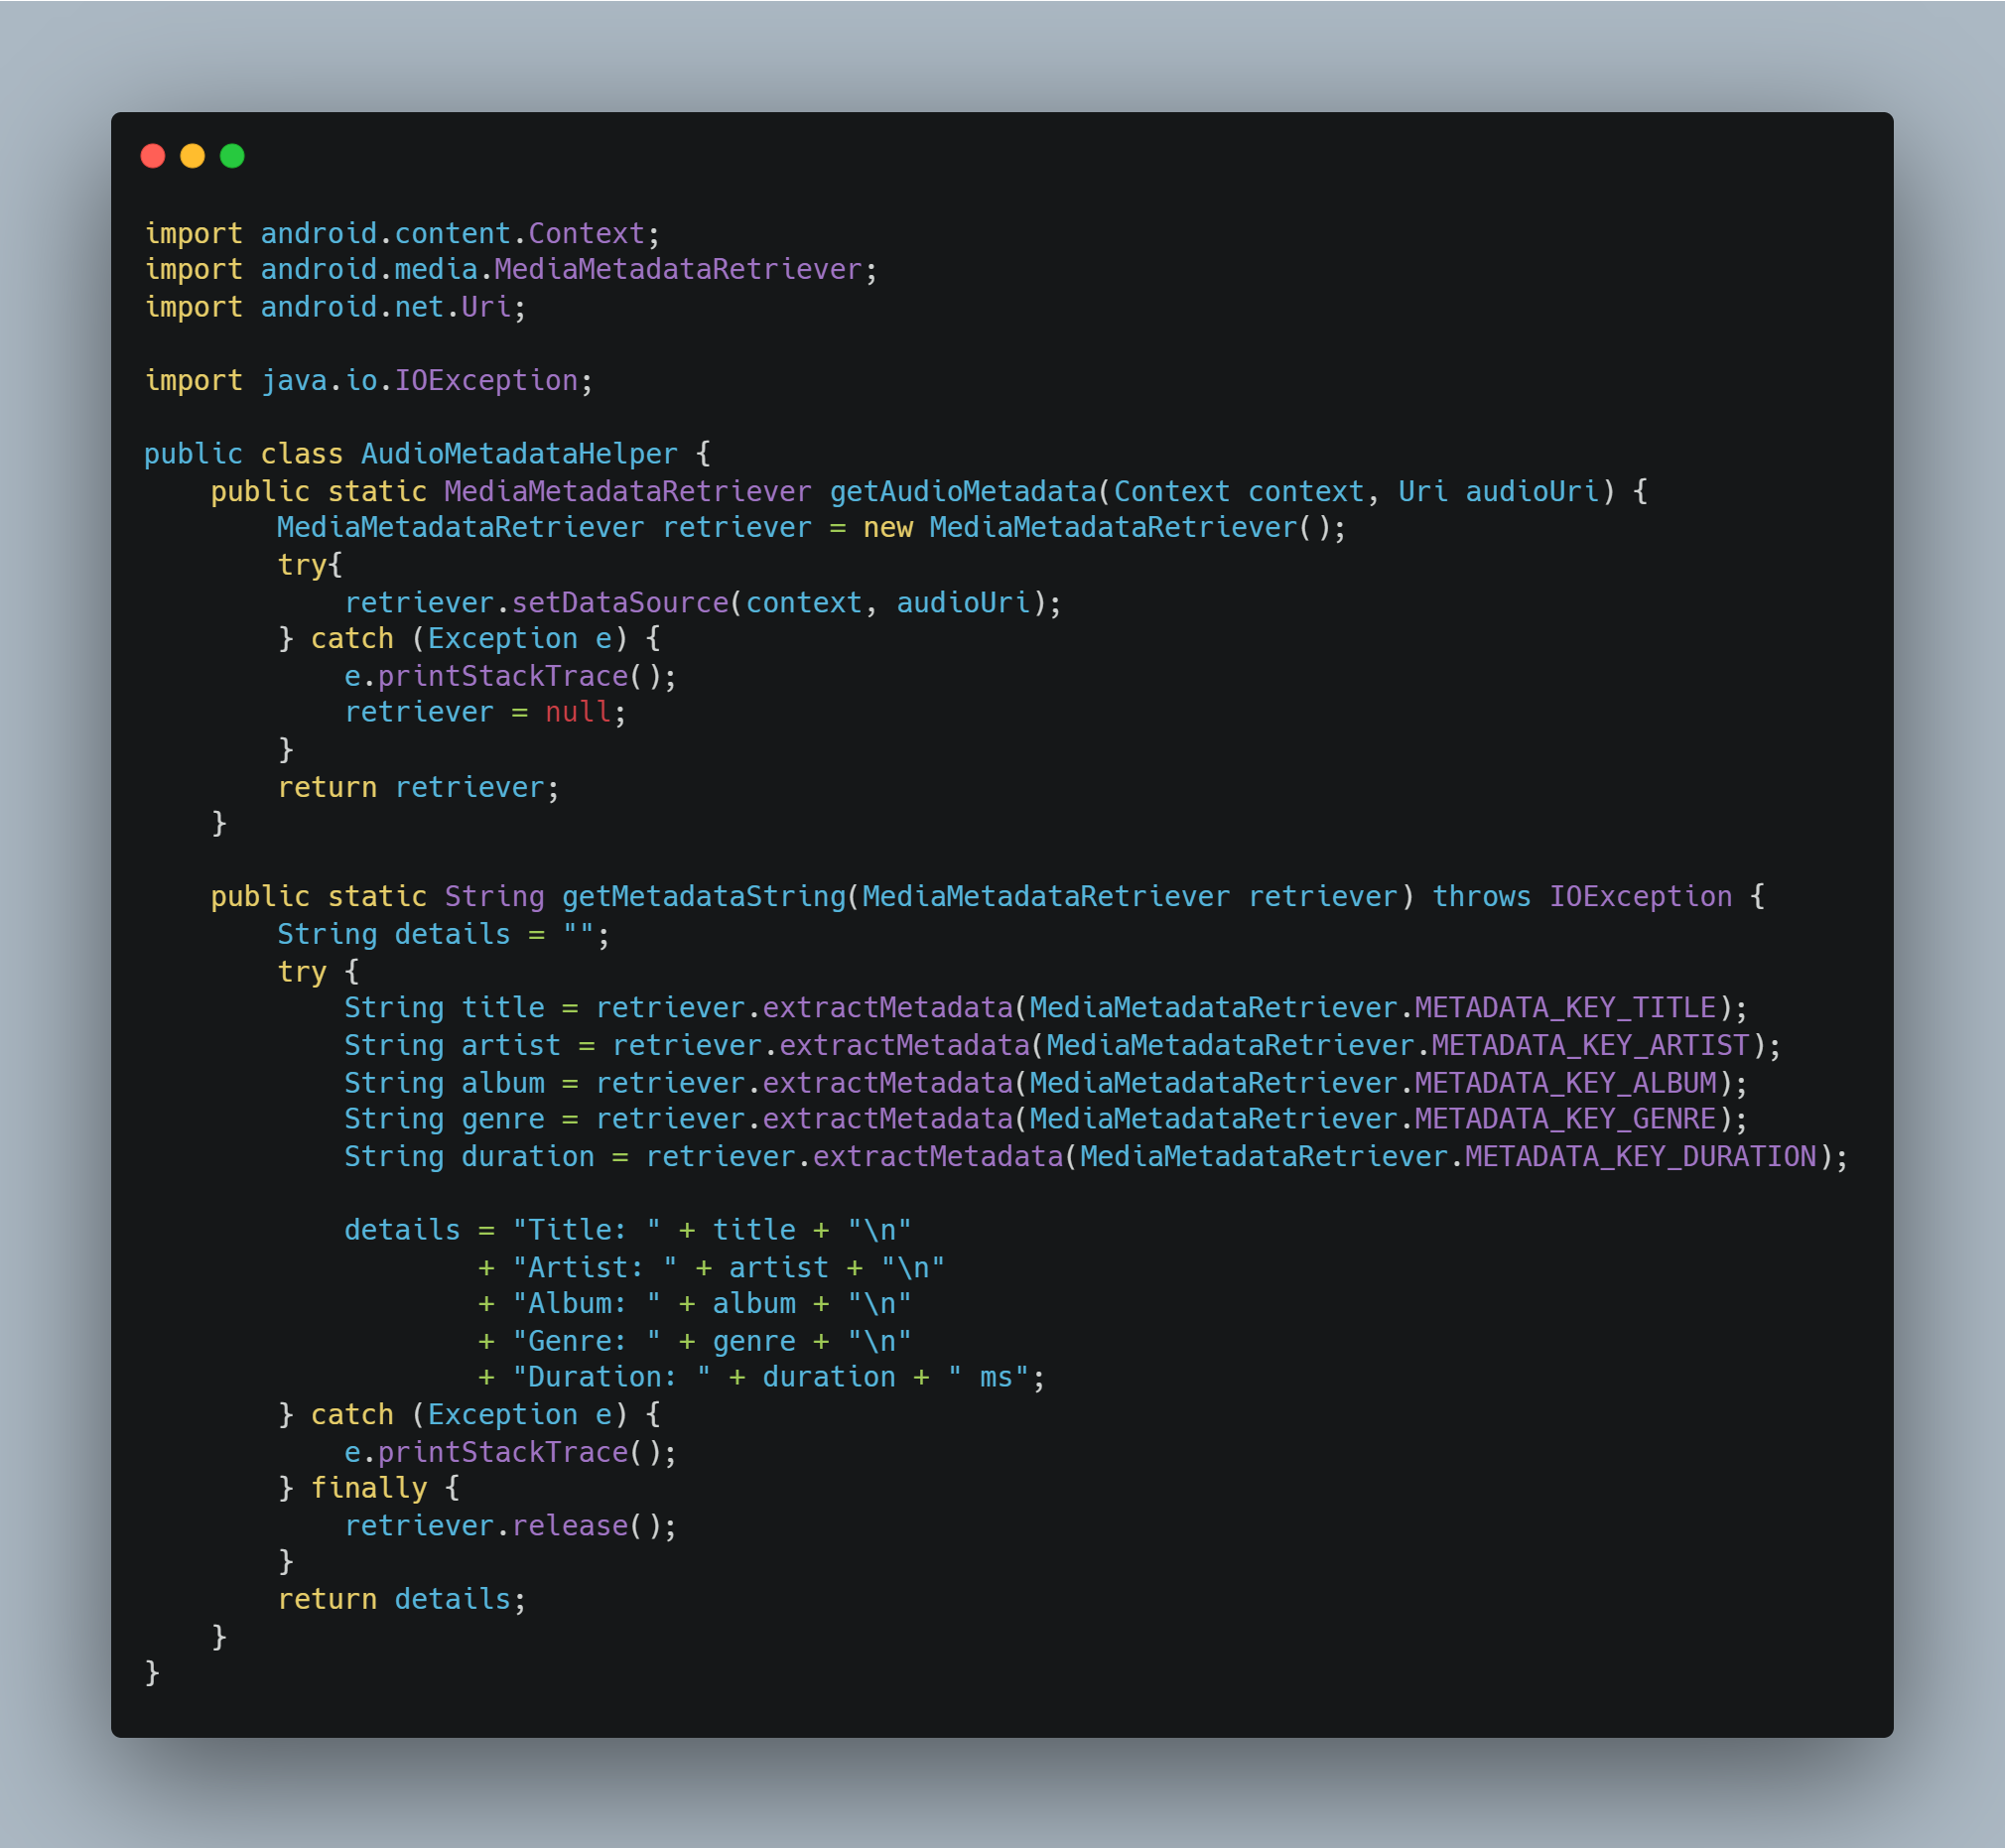 import android.content.Context;
import android.media.MediaMetadataRetriever;
import android.net.Uri;

import java.io.IOException;

public class AudioMetadataHelper {
    public static MediaMetadataRetriever getAudioMetadata(Context context, Uri audioUri) {
        MediaMetadataRetriever retriever = new MediaMetadataRetriever();
        try{
            retriever.setDataSource(context, audioUri);
        } catch (Exception e) {
            e.printStackTrace();
            retriever = null;
        }
        return retriever;
    }

    public static String getMetadataString(MediaMetadataRetriever retriever) throws IOException {
        String details = "";
        try {
            String title = retriever.extractMetadata(MediaMetadataRetriever.METADATA_KEY_TITLE);
            String artist = retriever.extractMetadata(MediaMetadataRetriever.METADATA_KEY_ARTIST);
            String album = retriever.extractMetadata(MediaMetadataRetriever.METADATA_KEY_ALBUM);
            String genre = retriever.extractMetadata(MediaMetadataRetriever.METADATA_KEY_GENRE);
            String duration = retriever.extractMetadata(MediaMetadataRetriever.METADATA_KEY_DURATION);

            details = "Title: " + title + "\n"
                    + "Artist: " + artist + "\n"
                    + "Album: " + album + "\n"
                    + "Genre: " + genre + "\n"
                    + "Duration: " + duration + " ms";
        } catch (Exception e) {
            e.printStackTrace();
        } finally {
            retriever.release();
        }
        return details;
    }
}